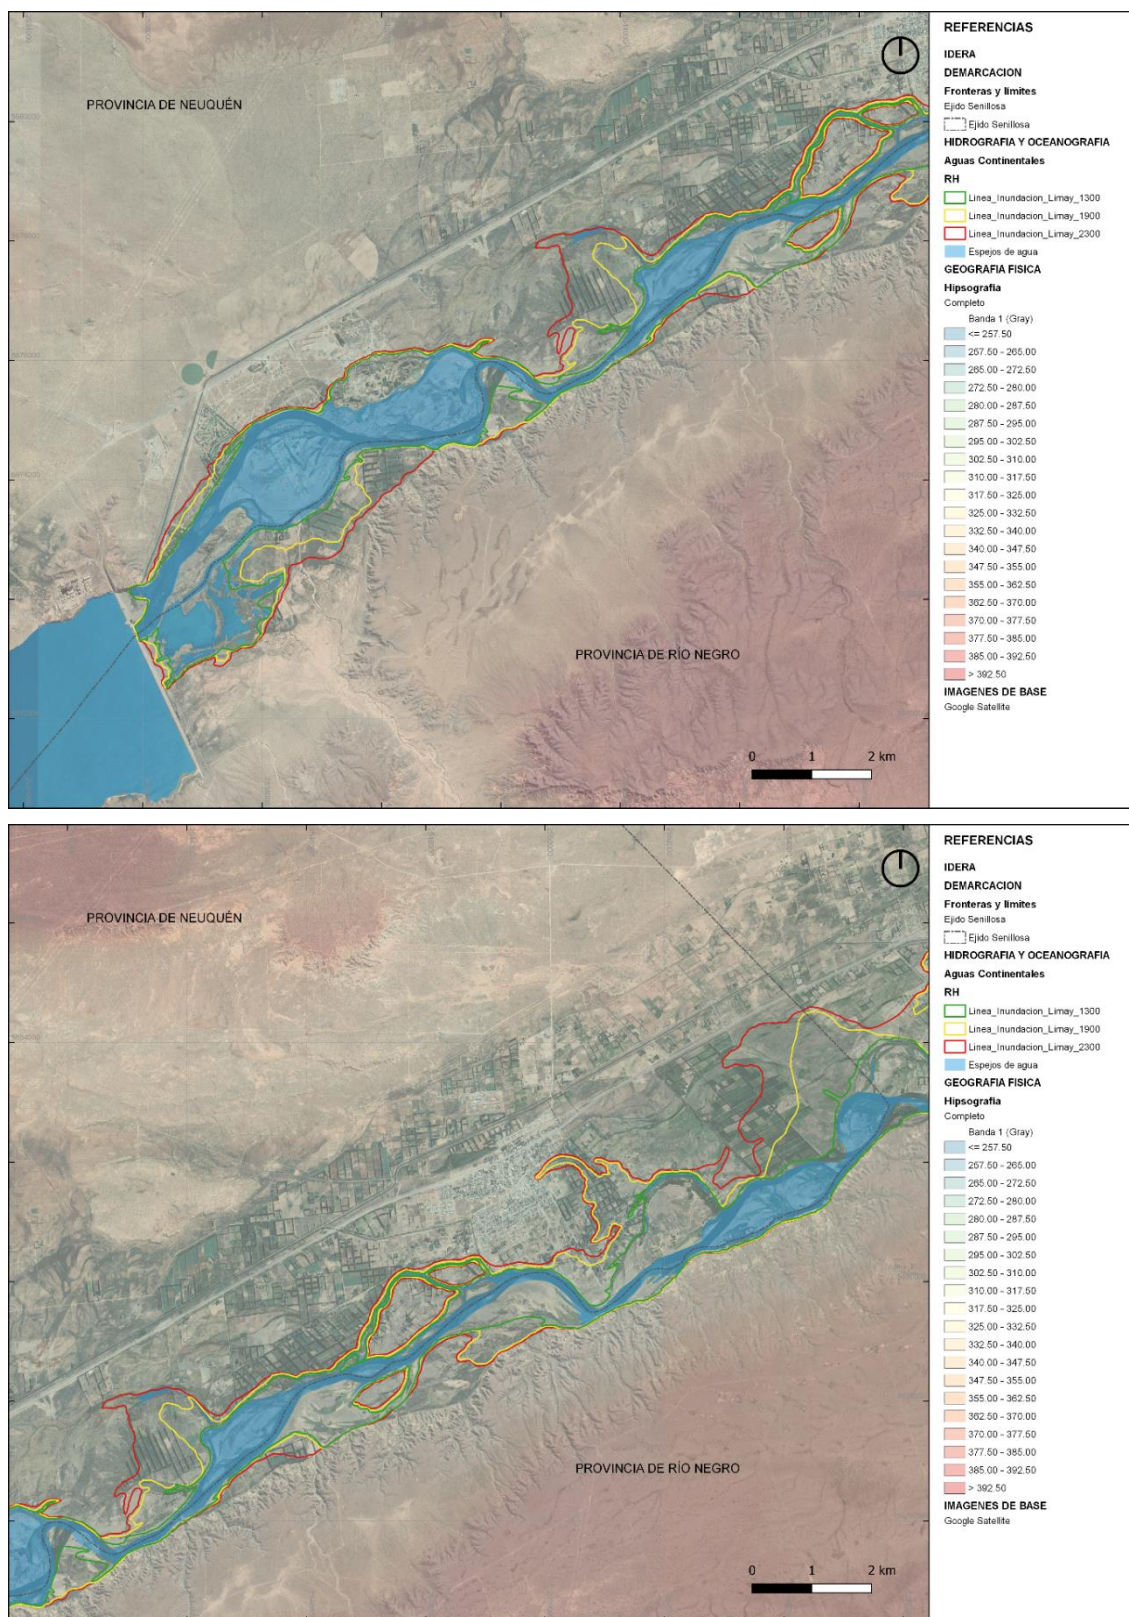 PROVINCIA DE NEUQUÉN
PROVINCIA DE RÍO NEGRO
0 1 2 km
REFERENCIAS
IDERA
DEMARCACION
Fronteras y límites
Ejido Senillosa
Ejido Senillosa
HIDROGRAFIA Y OCEANOGRAFIA
Aguas Continentales
RH
Linea_Inundacion_Limay_1300
Linea_Inundacion_Limay_1900
Linea_Inundacion_Limay_2300
Espejos de agua
GEOGRAFIA FISICA
Hipsografia
Completo
Banda 1 (Gray)
<= 257.50
257.50 - 265.00
265.00 - 272.50
272.50 - 280.00
280.00 - 287.50
287.50 - 295.00
295.00 - 302.50
302.50 - 310.00
310.00 - 317.50
317.50 - 325.00
325.00 - 332.50
332.50 - 340.00
340.00 - 347.50
347.50 - 355.00
355.00 - 362.50
362.50 - 370.00
370.00 - 377.50
377.50 - 385.00
385.00 - 392.50
> 392.50
IMAGENES DE BASE
Google Satellite
PROVINCIA DE NEUQUÉN
PROVINCIA DE RÍO NEGRO
0 1 2 km
REFERENCIAS
IDERA
DEMARCACION
Fronteras y límites
Ejido Senillosa
Ejido Senillosa
HIDROGRAFIA Y OCEANOGRAFIA
Aguas Continentales
RH
Linea_Inundacion_Limay_1300
Linea_Inundacion_Limay_1900
Linea_Inundacion_Limay_2300
Espejos de agua
GEOGRAFIA FISICA
Hipsografia
Completo
Banda 1 (Gray)
<= 257.50
257.50 - 265.00
265.00 - 272.50
272.50 - 280.00
280.00 - 287.50
287.50 - 295.00
295.00 - 302.50
302.50 - 310.00
310.00 - 317.50
317.50 - 325.00
325.00 - 332.50
332.50 - 340.00
340.00 - 347.50
347.50 - 355.00
355.00 - 362.50
362.50 - 370.00
370.00 - 377.50
377.50 - 385.00
385.00 - 392.50
> 392.50
IMAGENES DE BASE
Google Satellite